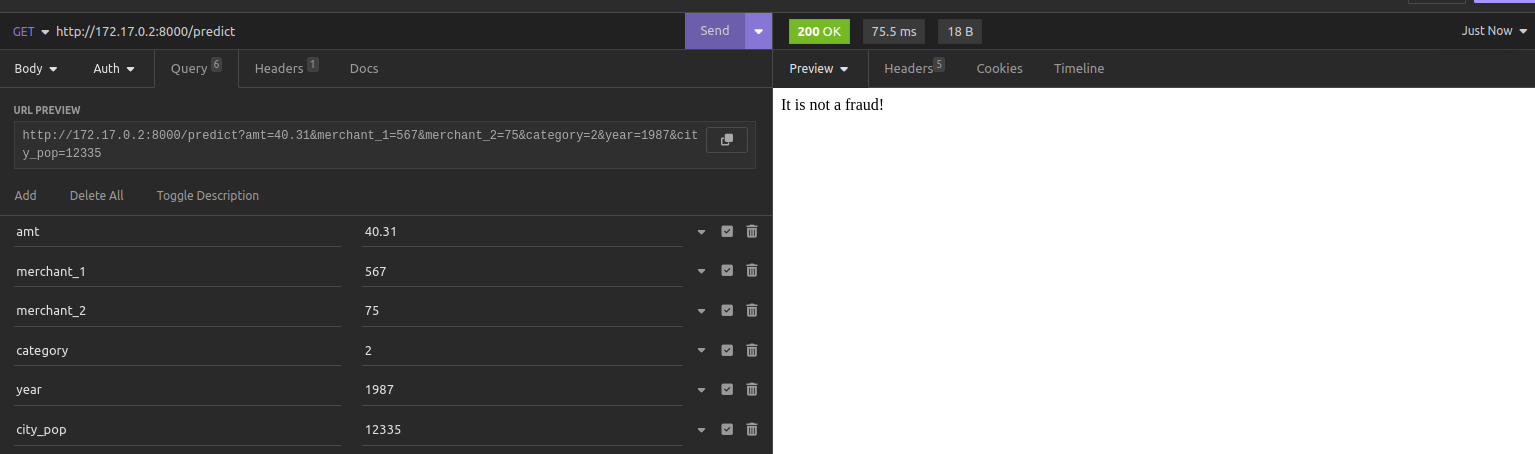 GET http://172.17.0.2:8000/predict Send
200 OK 75.5 ms 18 B Just Now
Body Auth Query 6 Headers 1 Docs
Preview Headers 5 Cookies Timeline
URL PREVIEW
http://172.17.0.2:8000/predict?amt=40.31&merchant_1=567&merchant_2=75&category=2&year=1987&cit
y_pop=12335
Add Delete All Toggle Description
amt 40.31
merchant_1 567
merchant_2 75
category 2
year 1987
city_pop 12335
It is not a fraud!